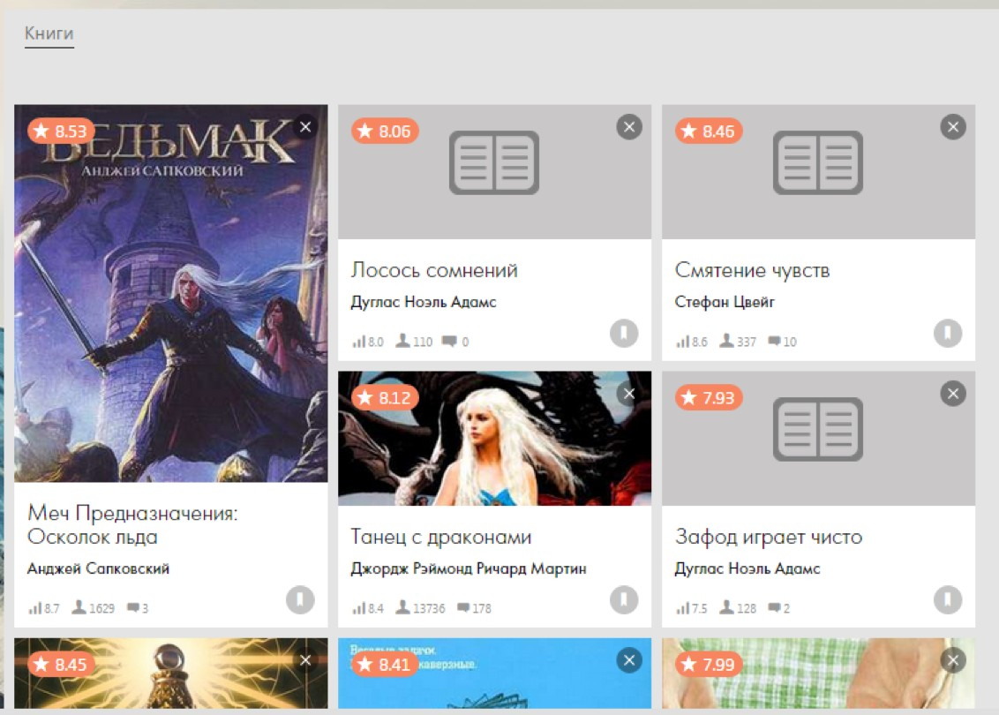 Книги
8.53
ВЕДЬМАК
АНДЖЕЙ САПКОВСКИЙ
Меч Предназначения:
Осколок льда
Анджей Сапковский
8.7 1629 3
8.06
Лосось сомнений
Дуглас Ноэль Адамс
8.0 110 0
8.46
Смятение чувств
Стефан Цвейг
8.6 337 10
8.12
Танец с драконами
Джордж Рэймонд Ричард Мартин
8.4 13736 178
7.93
Зафод играет чисто
Дуглас Ноэль Адамс
7.5 128 2
8.45
8.41
Веселые задачи.
каверзные.
7.99